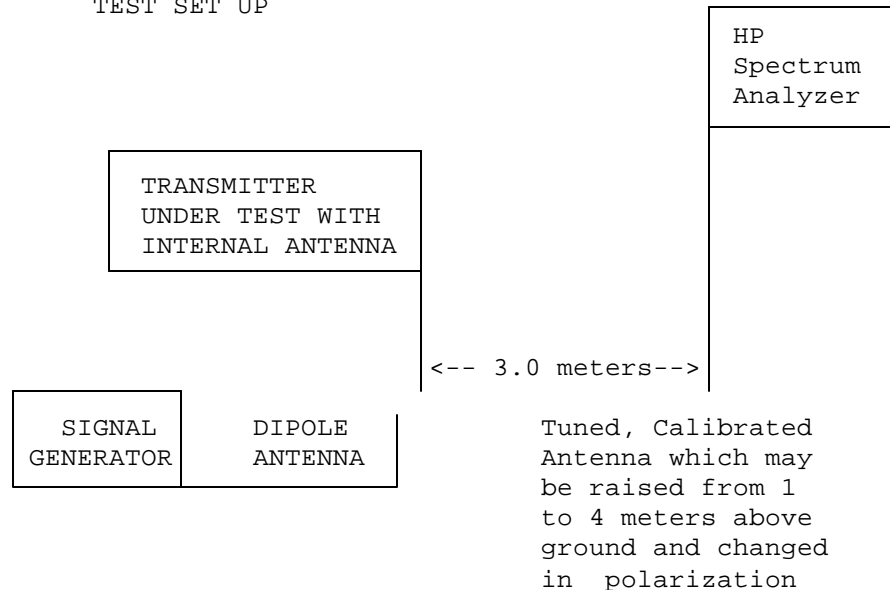 TEST SET UP
HP
Spectrum
Analyzer
TRANSMITTER
UNDER TEST WITH
INTERNAL ANTENNA
<-- 3.0 meters-->
SIGNAL
GENERATOR
DIPOLE
ANTENNA
Tuned, Calibrated
Antenna which may
be raised from 1
to 4 meters above
ground and changed
in polarization